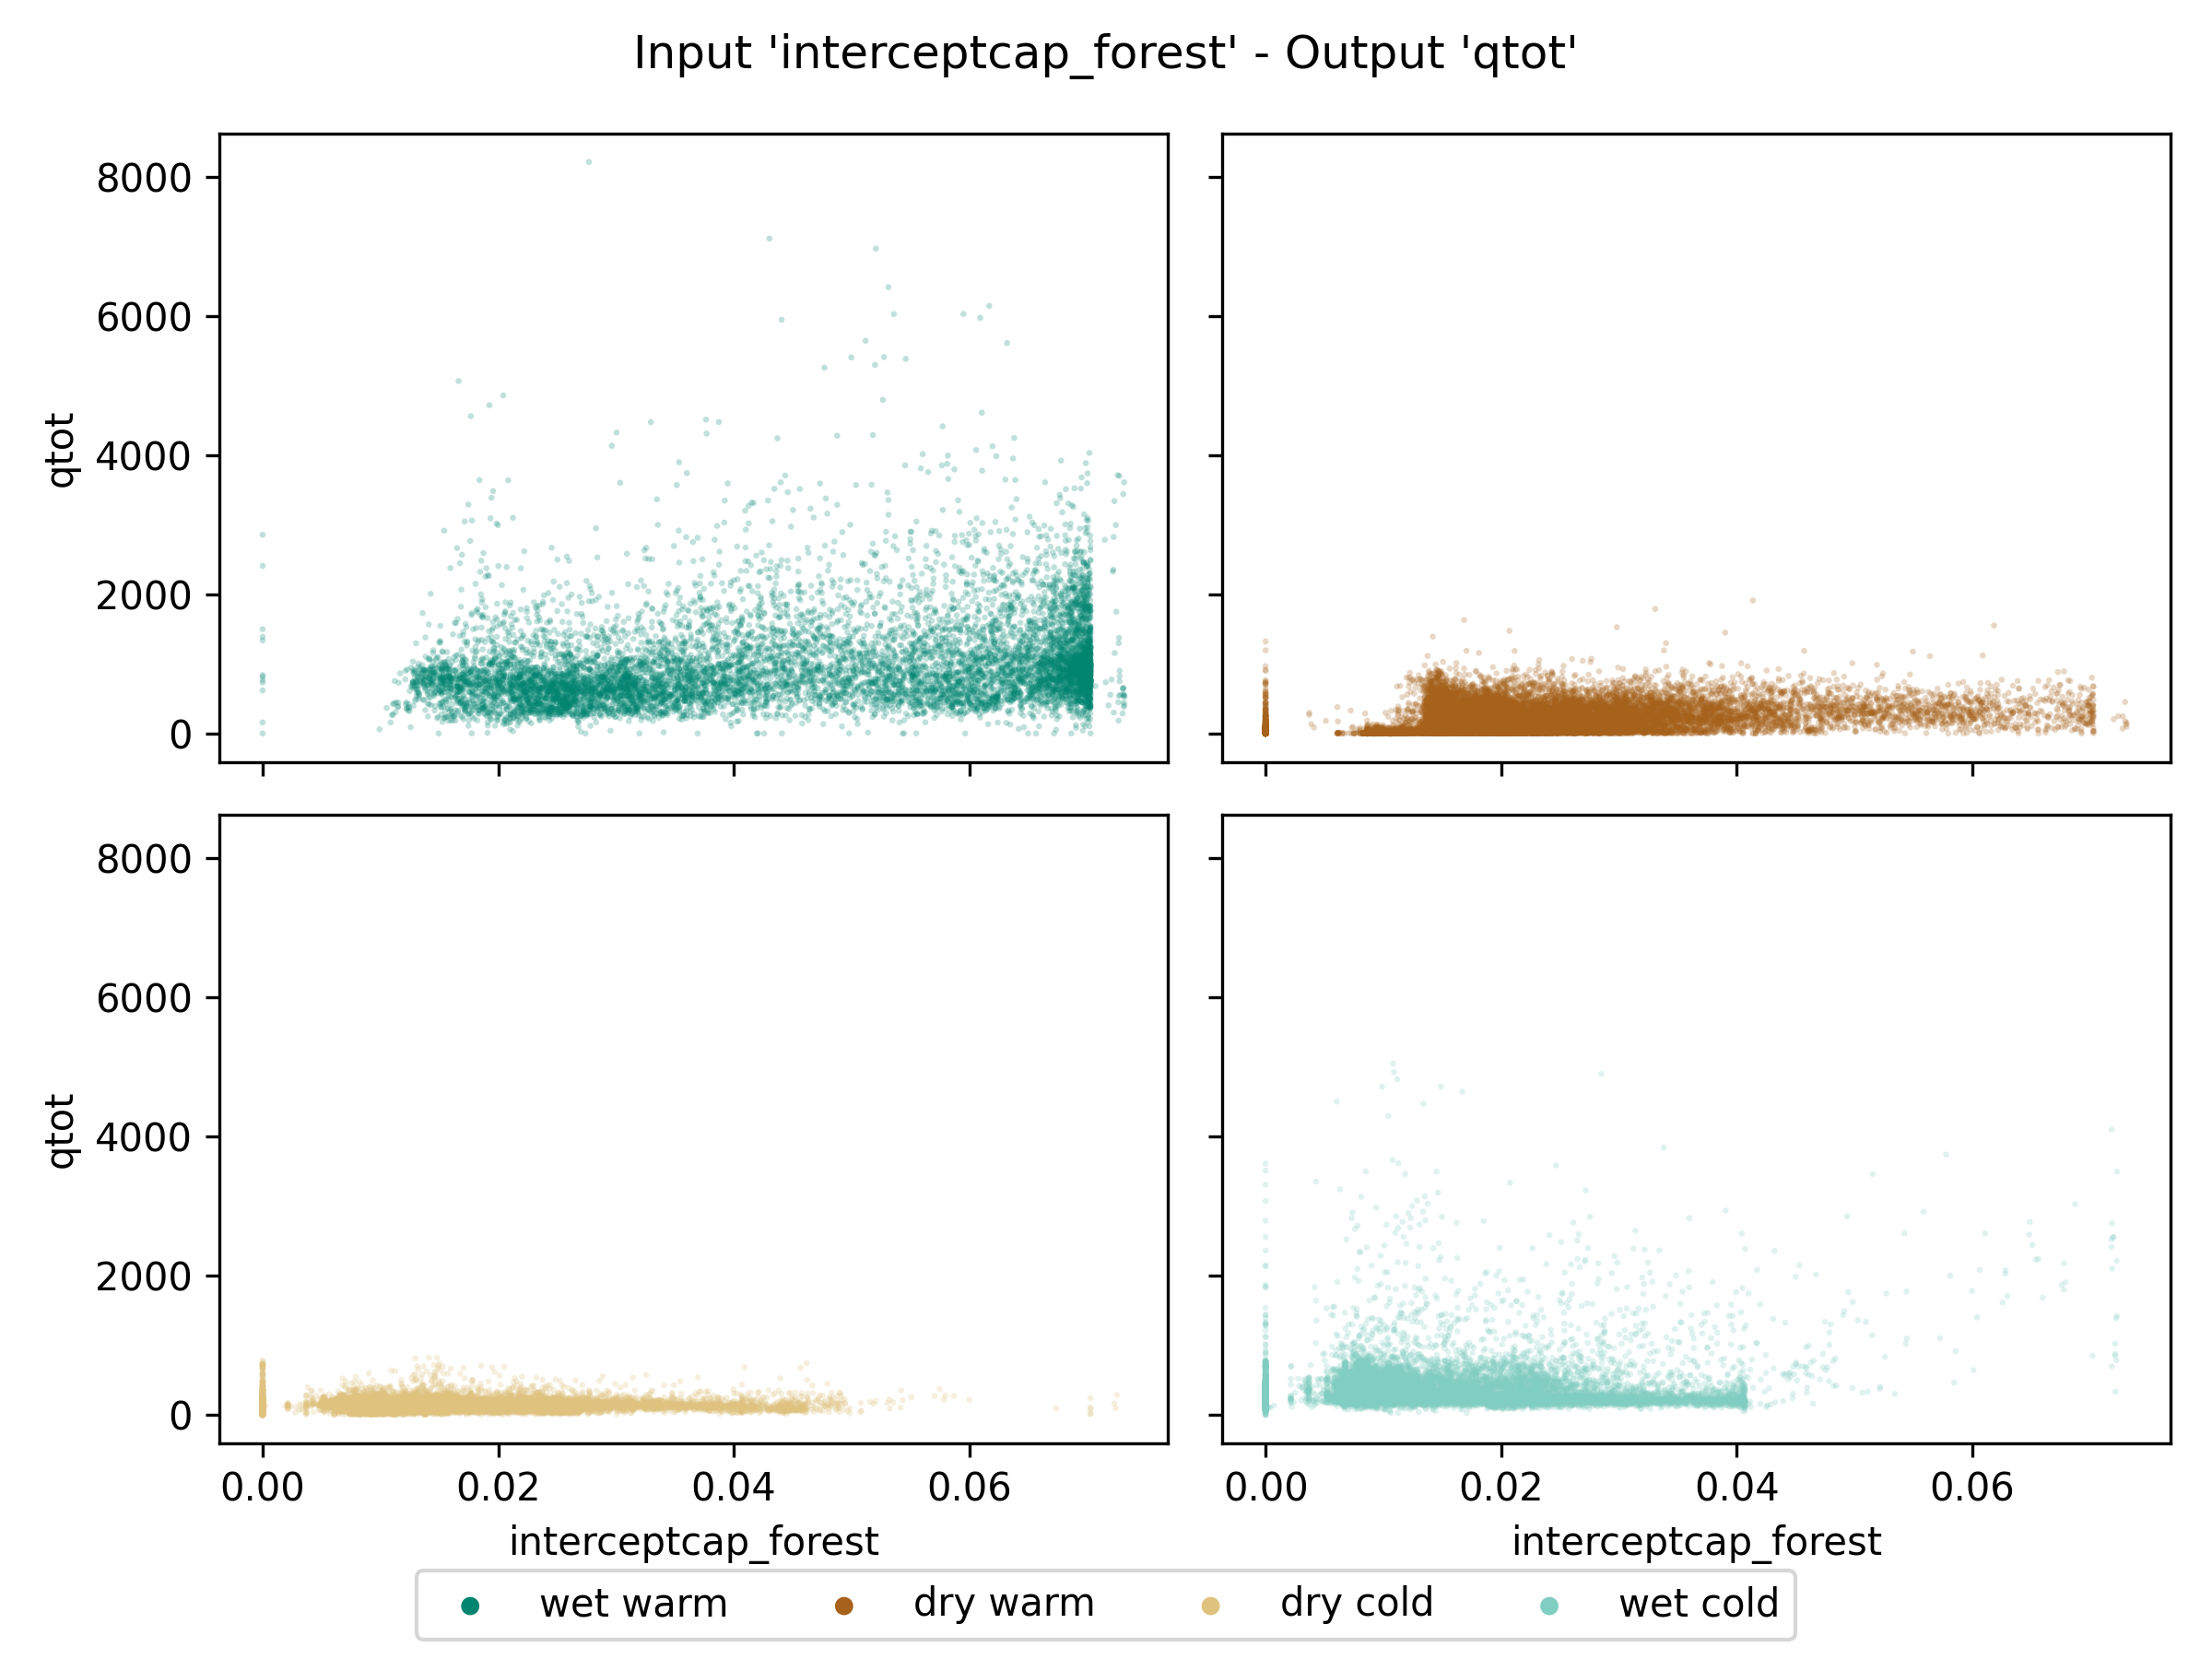 Input 'interceptcap_forest' - Output 'qtot'
8000
6000
4000
2000
0
qtot
8000
6000
4000
2000
0
qtot
0.00 0.02 0.04 0.06
0.00 0.02 0.04 0.06
interceptcap_forest
interceptcap_forest
wet warm dry warm dry cold wet cold